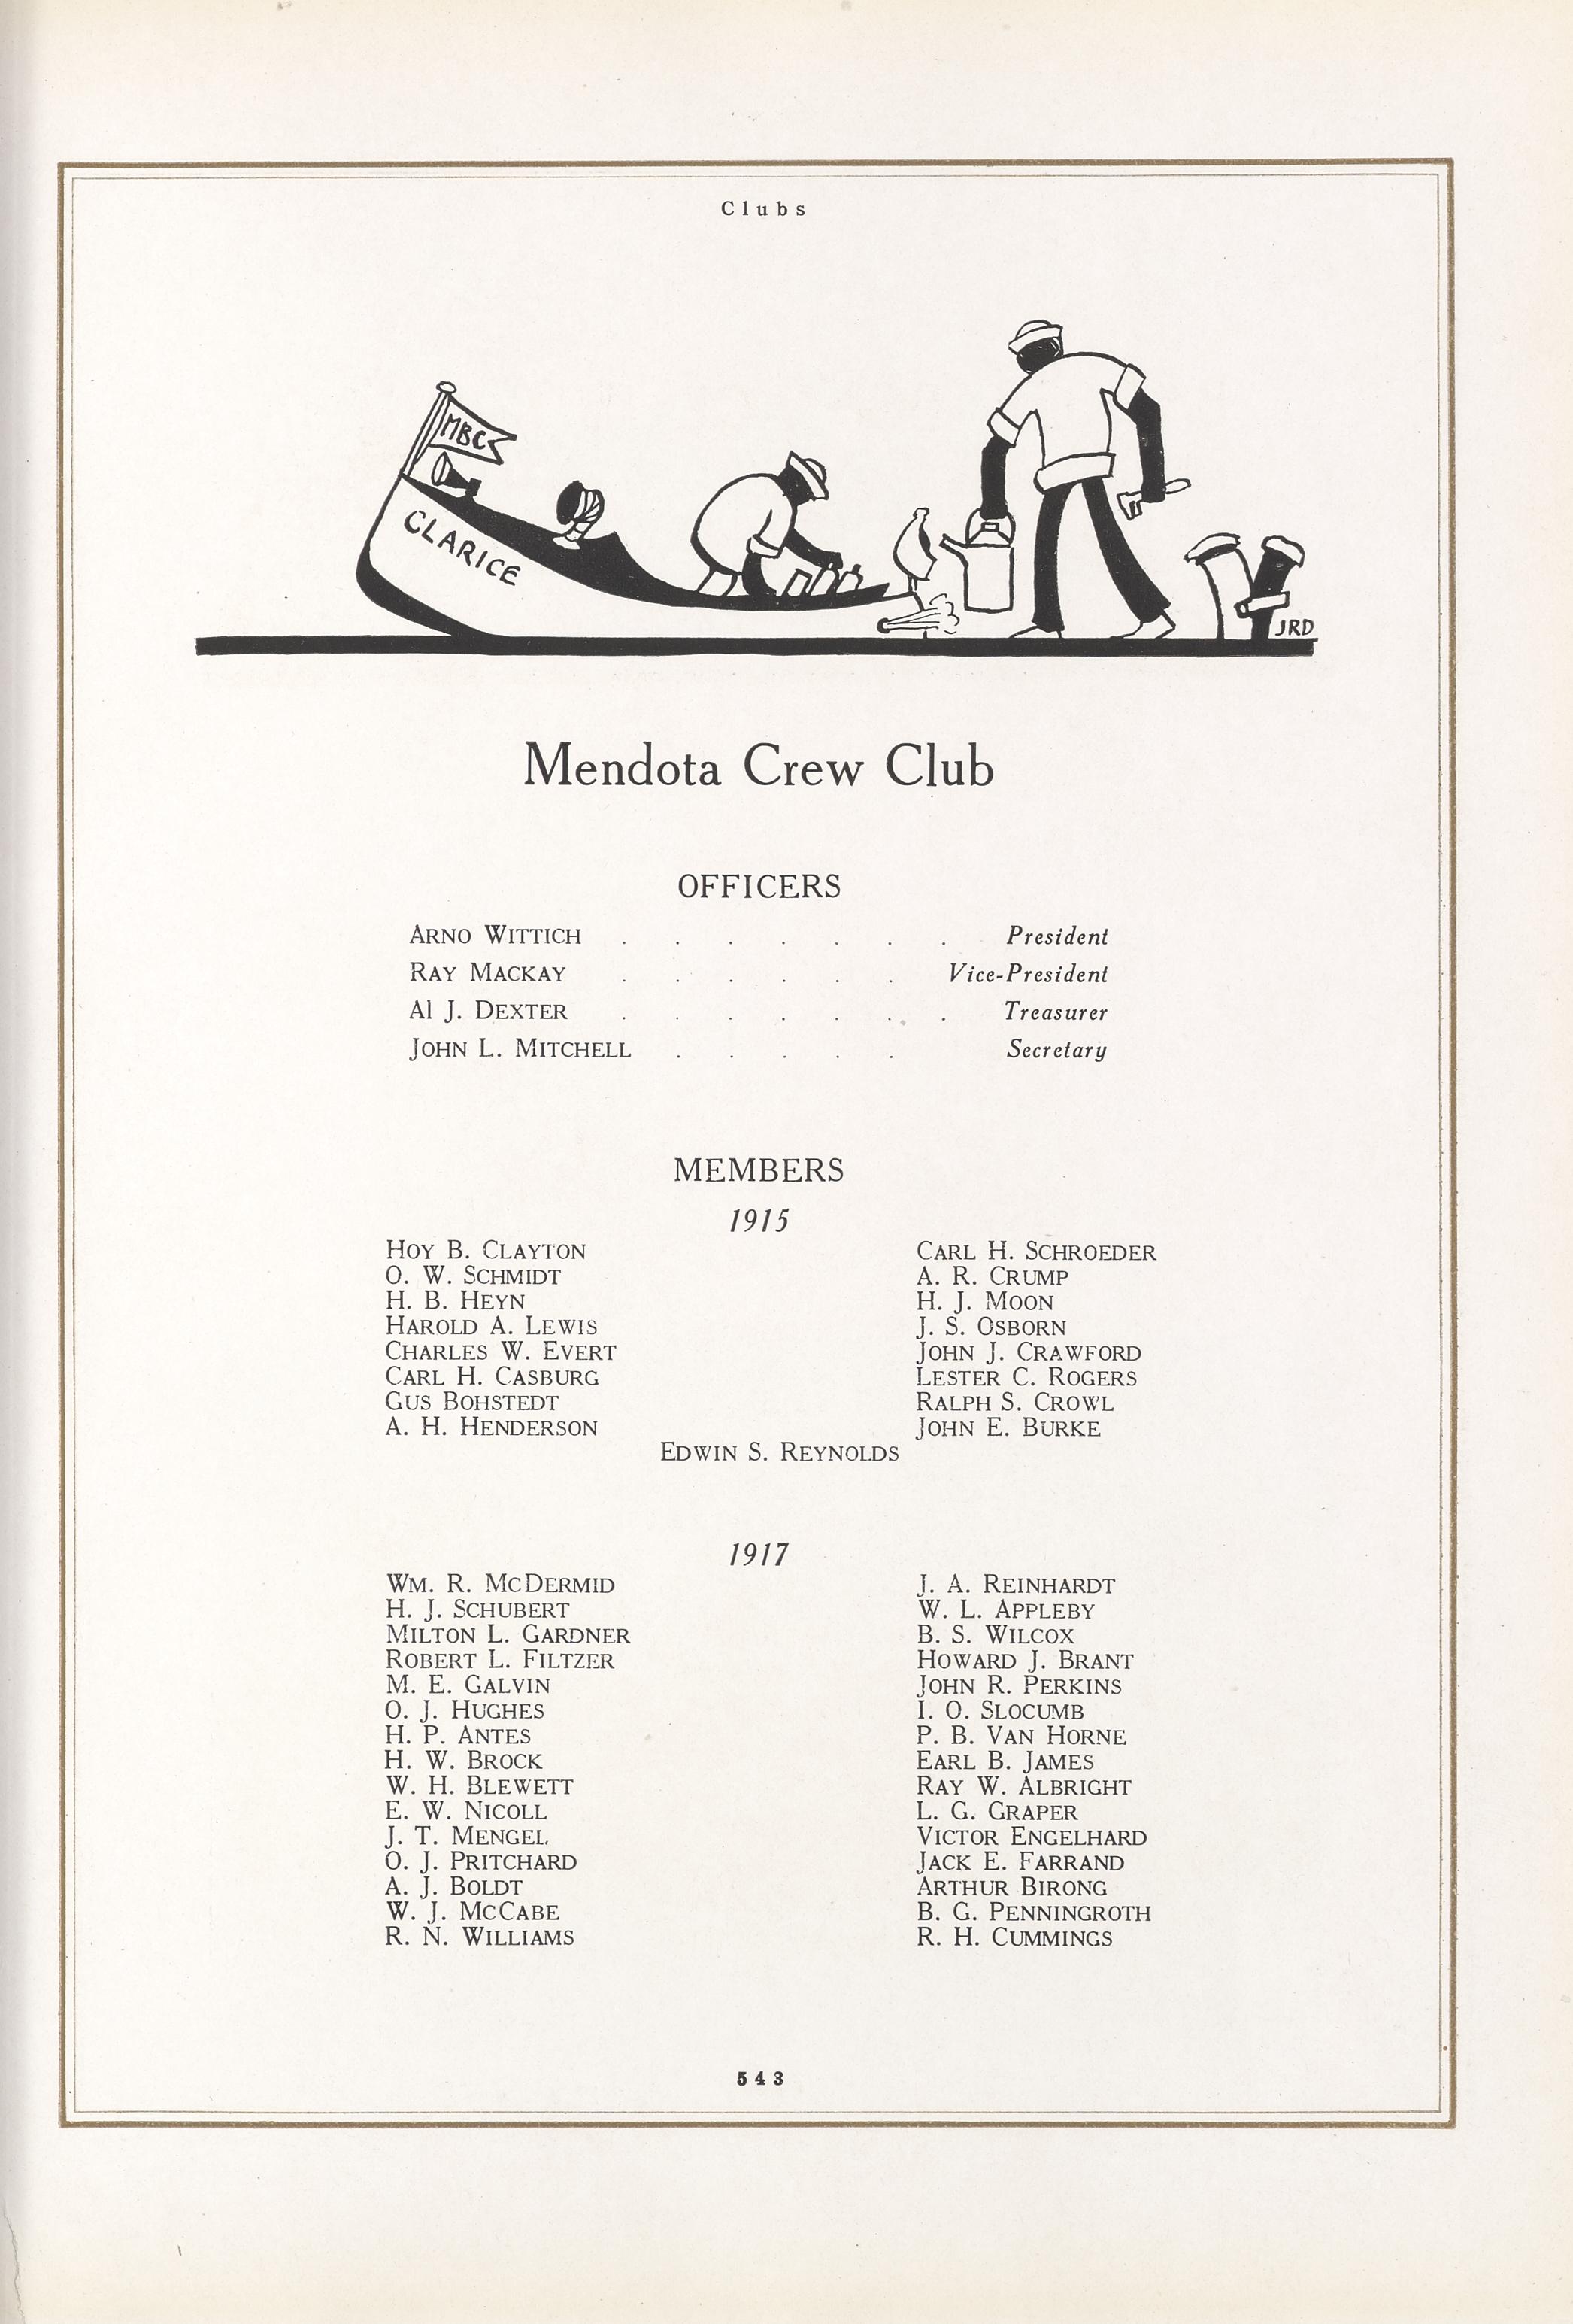 Clubs
MBC
CLARICE
JRD
Mendota Crew Club
OFFICERS
ARNO WITTICH . . . . . . . President
RAY MACKAY . . . . . . Vice-President
Al J. DEXTER . . . . . . . Treasurer
JOHN L. MITCHELL . . . . . Secretary
MEMBERS
1915
HOY B. CLAYTON
O. W. SCHMIDT
H. B. HEYN
HAROLD A. LEWIS
CHARLES W. EVERT
CARL H. CASBURG
GUS BOHSTEDT
A. H. HENDERSON
CARL H. SCHROEDER
A. R. CRUMP
H. J. MOON
J. S. OSBORN
JOHN J. CRAWFORD
LESTER C. ROGERS
RALPH S. CROWL
JOHN E. BURKE
EDWIN S. REYNOLDS
1917
WM. R. MCDERMID
H. J. SCHUBERT
MILTON L. GARDNER
ROBERT L. FILTZER
M. E. GALVIN
O. J. HUGHES
H. P. ANTES
H. W. BROCK
W. H. BLEWETT
E. W. NICOLL
J. T. MENGEL
O. J. PRITCHARD
A. J. BOLDT
W. J. MCCABE
R. N. WILLIAMS
J. A. REINHARDT
W. L. APPLEBY
B. S. WILCOX
HOWARD J. BRANT
JOHN R. PERKINS
I. O. SLOCUMB
P. B. VAN HORNE
EARL B. JAMES
RAY W. ALBRIGHT
L. G. GRAPER
VICTOR ENGELHARD
JACK E. FARRAND
ARTHUR BIRONG
B. G. PENNINGROTH
R. H. CUMMINGS
543